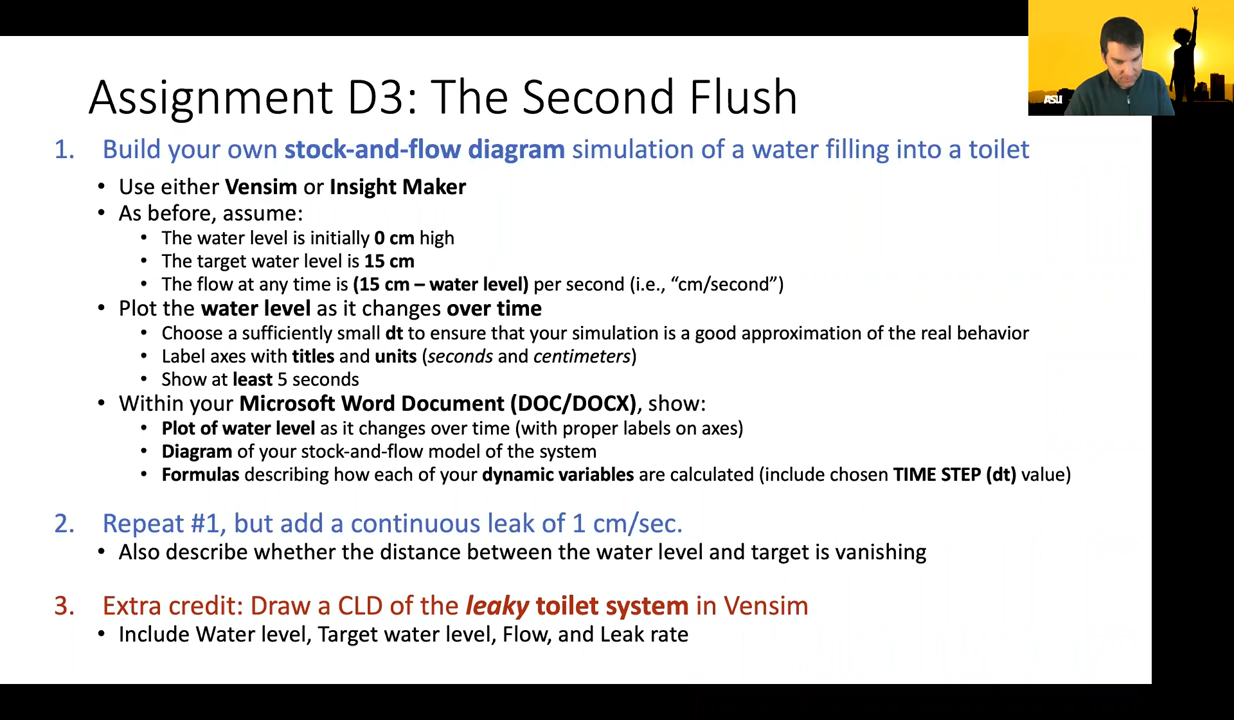 Assignment D3: The Second Flush
ASU
1. Build your own stock-and-flow diagram simulation of a water filling into a toilet
• Use either Vensim or Insight Maker
• As before, assume:
• The water level is initially 0 cm high
• The target water level is 15 cm
• The flow at any time is (15 cm – water level) per second (i.e., “cm/second”)
• Plot the water level as it changes over time
• Choose a sufficiently small dt to ensure that your simulation is a good approximation of the real behavior
• Label axes with titles and units (seconds and centimeters)
• Show at least 5 seconds
• Within your Microsoft Word Document (DOC/DOCX), show:
• Plot of water level as it changes over time (with proper labels on axes)
• Diagram of your stock-and-flow model of the system
• Formulas describing how each of your dynamic variables are calculated (include chosen TIME STEP (dt) value)
2. Repeat #1, but add a continuous leak of 1 cm/sec.
• Also describe whether the distance between the water level and target is vanishing
3. Extra credit: Draw a CLD of the leaky toilet system in Vensim
• Include Water level, Target water level, Flow, and Leak rate